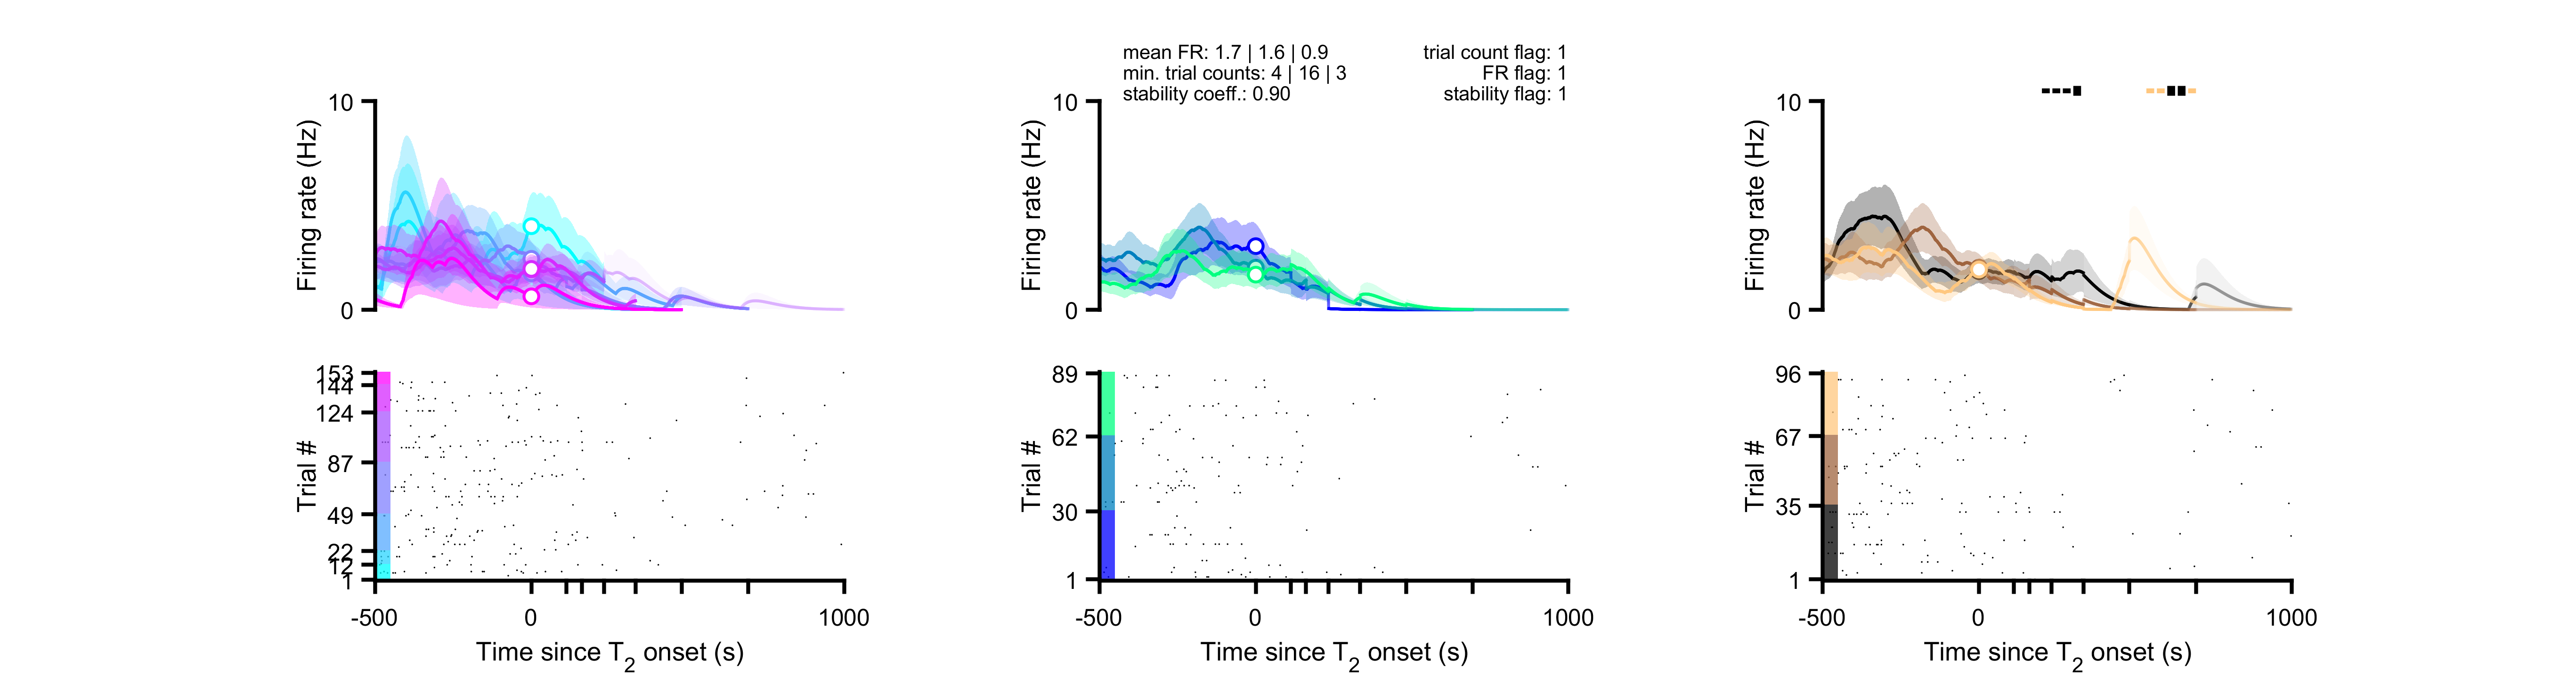 mean FR: 1.7 | 1.6 | 0.9
trial count flag: 1
min. trial counts: 4 | 16 | 3
FR flag: 1
stability coeff.: 0.90
stability flag: 1
10
Firing rate (Hz)
0
10
Firing rate (Hz)
0
10
Firing rate (Hz)
0
153
144
124
87
49
22
12
1
Trial #
-500
0
1000
Time since T2 onset (s)
89
62
30
1
Trial #
-500
0
1000
Time since T2 onset (s)
96
67
35
1
Trial #
-500
0
1000
Time since T2 onset (s)